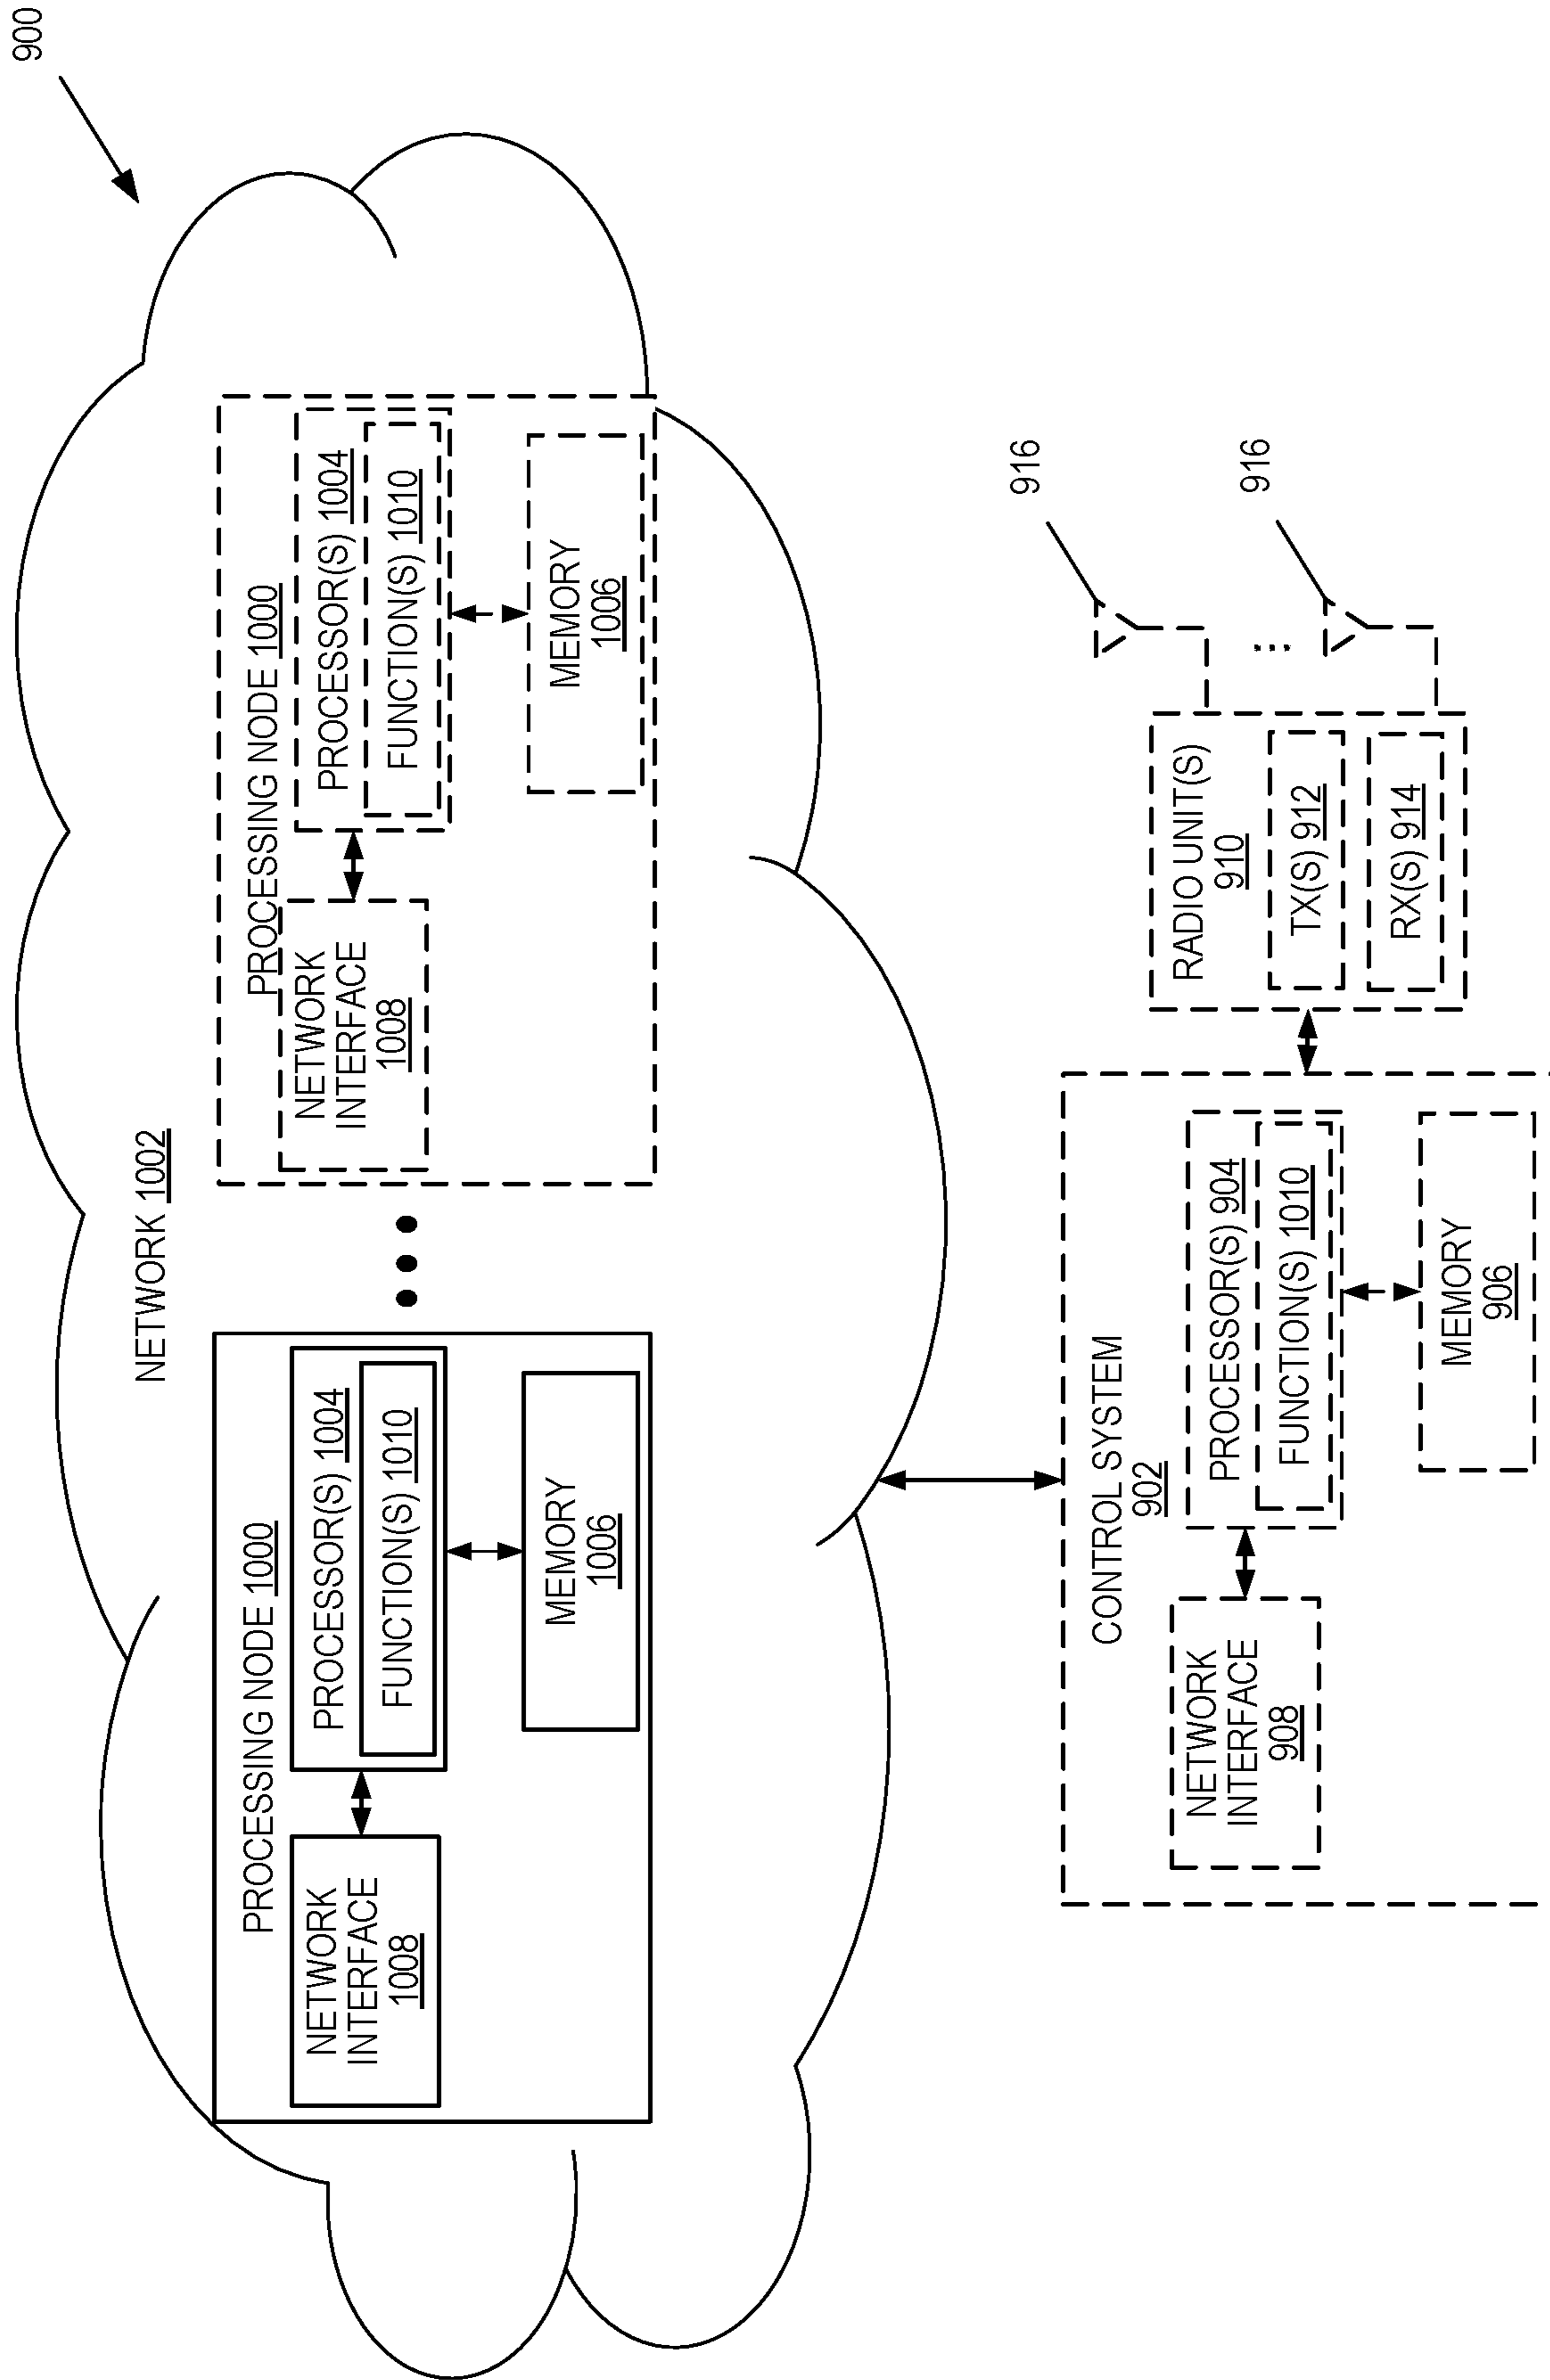 900
NETWORK 1002
PROCESSING NODE 1000
NETWORK
INTERFACE
1008
PROCESSOR(S) 1004
FUNCTION(S) 1010
MEMORY
1006
PROCESSING NODE 1000
NETWORK
INTERFACE
1008
PROCESSOR(S) 1004
FUNCTION(S) 1010
MEMORY
1006
CONTROL SYSTEM
902
NETWORK
INTERFACE
908
PROCESSOR(S) 904
FUNCTION(S) 1010
MEMORY
906
RADIO UNIT(S)
910
TX(S) 912
RX(S) 914
916
916